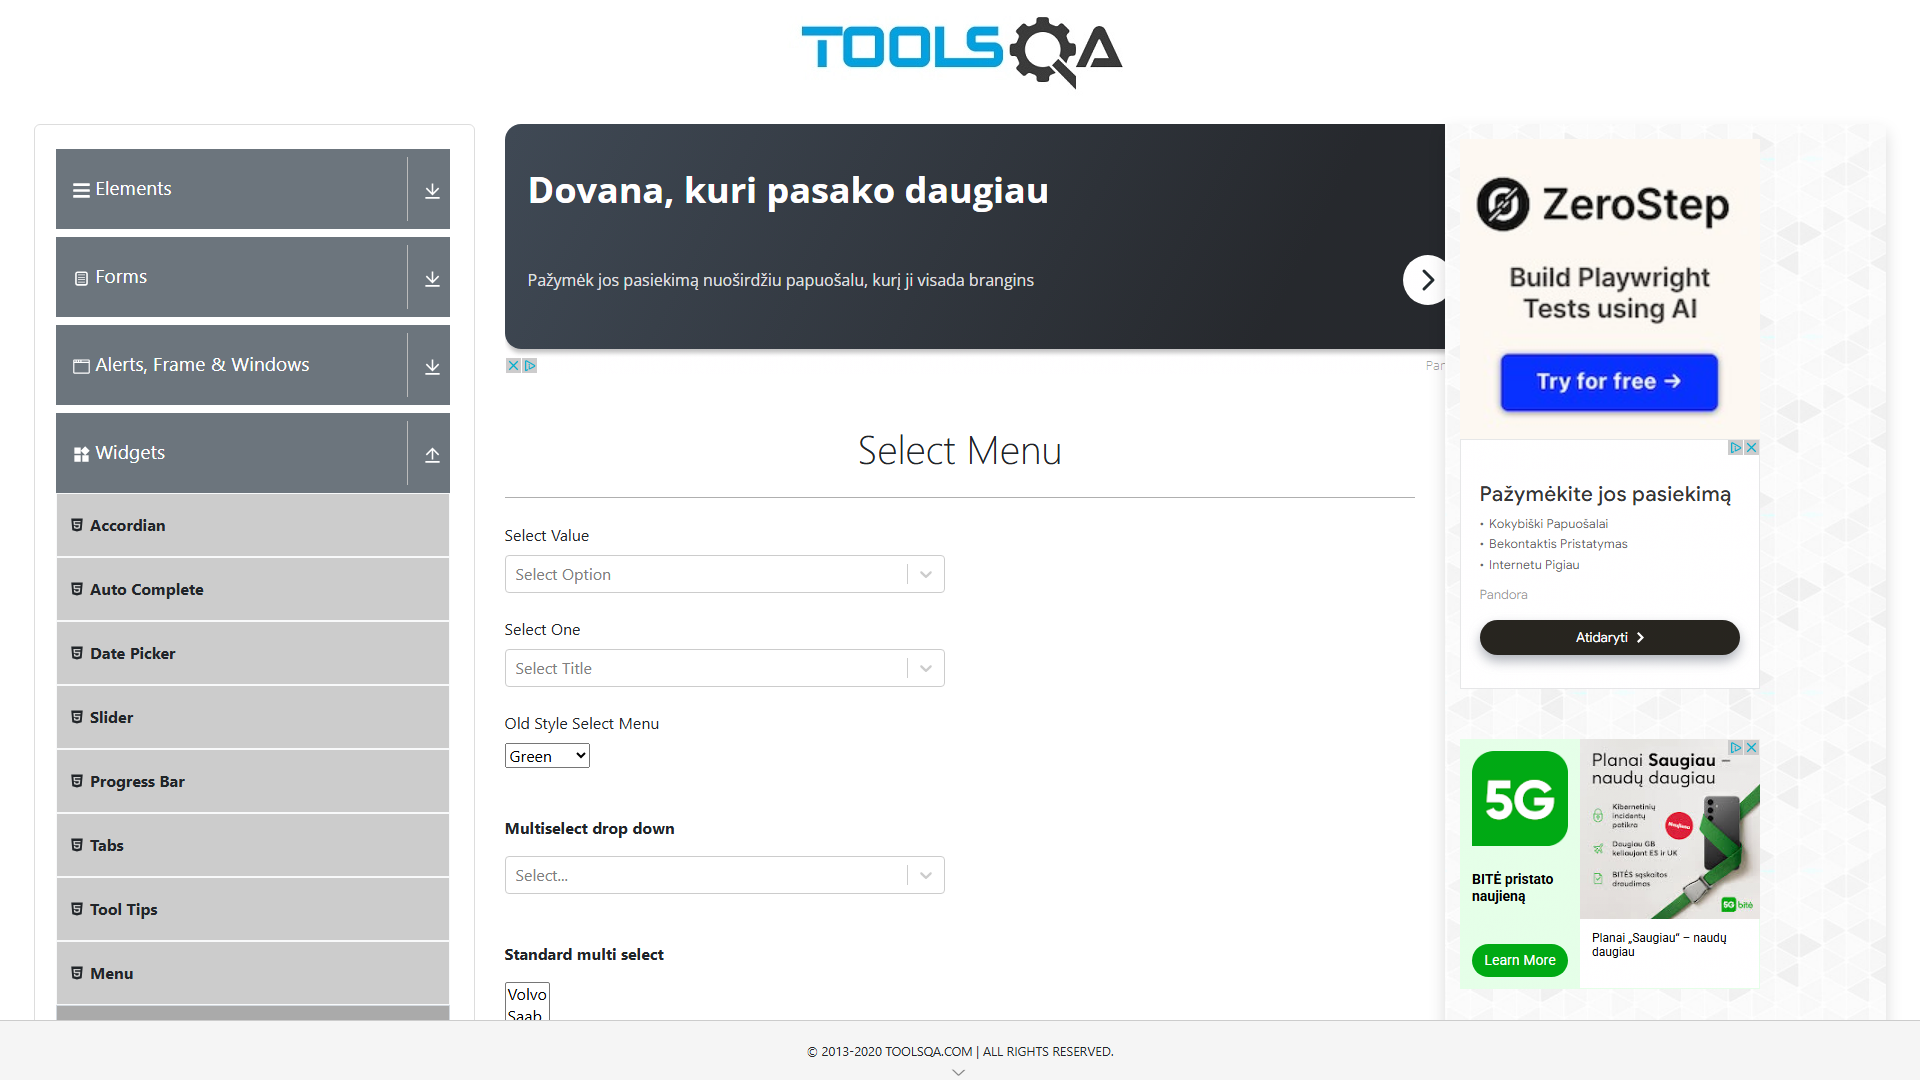 TOOLSQA
Elements
Forms
Alerts, Frame & Windows
Widgets
Accordian
Auto Complete
Date Picker
Slider
Progress Bar
Tabs
Tool Tips
Menu
Dovana, kuri pasako daugiau
Pažymėk jos pasiekimą nuoširdžiu papuošalu, kurį ji visada brangins
Par
Select Menu
Select Value
Select Option
Select One
Select Title
Old Style Select Menu
Green
Multiselect drop down
Select...
Standard multi select
Volvo
Saab
ZeroStep
Build Playwright
Tests using AI
Try for free →
Pažymėkite jos pasiekimą
• Kokybiški Papuošalai
• Bekontaktis Pristatymas
• Internetu Pigiau
Pandora
Atidaryti
5G
BITĖ pristato
naujieną
Learn More
Planai Saugiau –
naudų daugiau
Kibernetinių
incidentų
patikra
Naujiena
Daugiau GB
keliaujant ES ir UK
BITĖS sąskaitos
draudimas
5G bitė
Planai „Saugiau“ – naudų
daugiau
© 2013-2020 TOOLSQA.COM | ALL RIGHTS RESERVED.